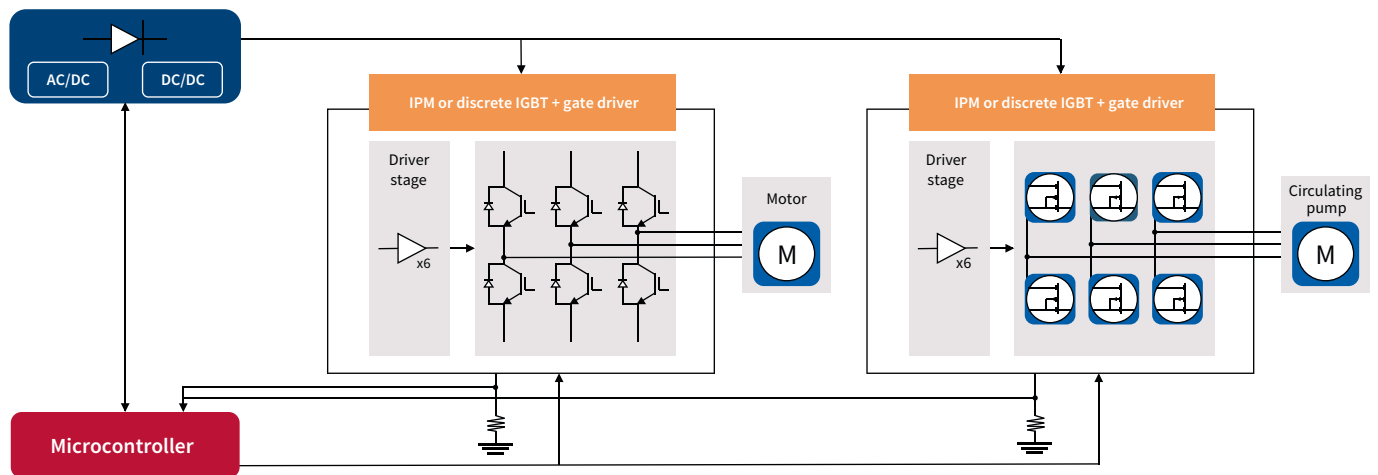 AC/DC
DC/DC
IPM or discrete IGBT + gate driver
Driver
stage
x6
Motor
M
IPM or discrete IGBT + gate driver
Driver
stage
x6
Circulating
pump
M
Microcontroller